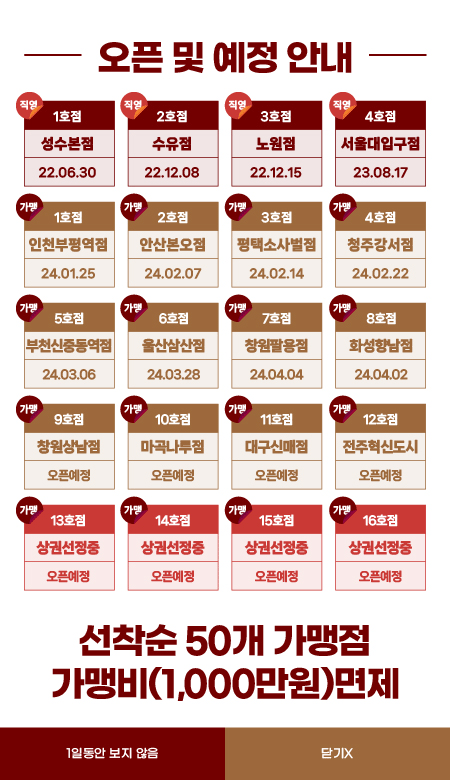 오픈 및 예정 안내
직영 직영 직영 직영
1호점 2호점 3호점 4호점
성수본점 수유점 노원점 서울대입구점
22.06.30 22.12.08 22.12.15 23.08.17
가맹 가맹 가맹 가맹
1호점 2호점 3호점 4호점
인천부평역점 안산본오점 평택소사벌점 청주강서점
24.01.25 24.02.07 24.02.14 24.02.22
가맹 가맹 가맹 가맹
5호점 6호점 7호점 8호점
부천신중동역점 울산삼산점 창원팔용점 화성향남점
24.03.06 24.03.28 24.04.04 24.04.02
가맹 가맹 가맹 가맹
9호점 10호점 11호점 12호점
창원상남점 마곡나루점 대구신매점 전주혁신도시
오픈예정 오픈예정 오픈예정 오픈예정
가맹 가맹 가맹 가맹
13호점 14호점 15호점 16호점
상권선정중 상권선정중 상권선정중 상권선정중
오픈예정 오픈예정 오픈예정 오픈예정
선착순 50개 가맹점
가맹비(1,000만원)면제
1일동안 보지 않음 닫기X